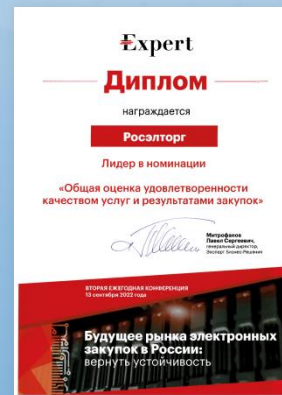 Expert
Диплом
награждается
Росэлторг
Лидер в номинации
«Общая оценка удовлетворенности
качеством услуг и результатами закупок»
Митрофанов
Павел Сергеевич,
генеральный директор,
Эксперт Бизнес-Решения
ВТОРАЯ ЕЖЕГОДНАЯ КОНФЕРЕНЦИЯ
13 сентября 2022 года
Будущее рынка электронных
закупок в России:
вернуть устойчивость